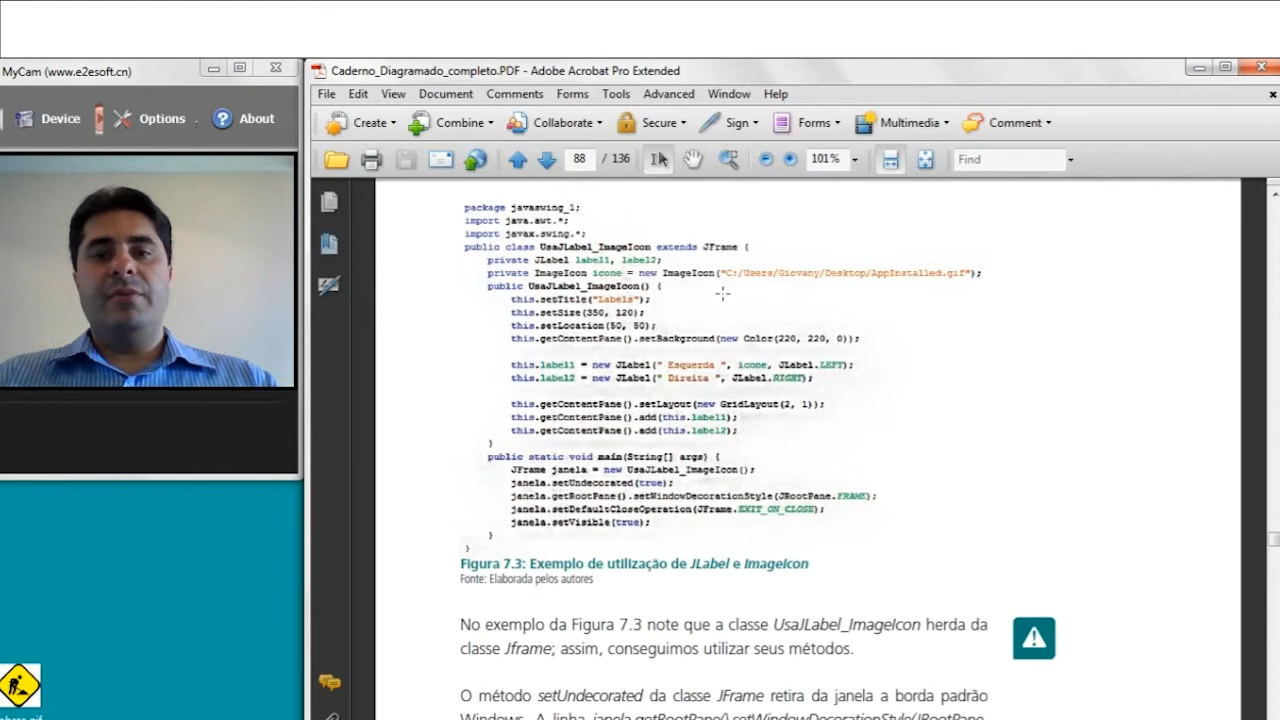 MyCam (www.e2esoft.cn)
Device
Options
About
Caderno_Diagramado_completo.PDF - Adobe Acrobat Pro Extended
File Edit View Document Comments Forms Tools Advanced Window Help
Create Combine Collaborate Secure Sign Forms Multimedia Comment
88 / 136 101% Find
package javaswing_1;
import java.awt.*;
import javax.swing.*;
public class UsaJLabel_ImageIcon extends JFrame {
private JLabel label1, label2;
private ImageIcon icone = new ImageIcon("C:/Users/Giovany/Desktop/AppInstalled.gif");
public UsaJLabel_ImageIcon() {
this.setTitle("Labels");
this.setSize(350, 120);
this.setLocation(50, 50);
this.getContentPane().setBackground(new Color(220, 220, 0));
this.label1 = new JLabel(" Esquerda ", icone, JLabel.LEFT);
this.label2 = new JLabel(" Direita ", JLabel.RIGHT);
this.getContentPane().setLayout(new GridLayout(2, 1));
this.getContentPane().add(this.label1);
this.getContentPane().add(this.label2);
}
public static void main(String[] args) {
JFrame janela = new UsaJLabel_ImageIcon();
janela.setUndecorated(true);
janela.getRootPane().setWindowDecorationStyle(JRootPane.FRAME);
janela.setDefaultCloseOperation(JFrame.EXIT_ON_CLOSE);
janela.setVisible(true);
}
}
Figura 7.3: Exemplo de utilização de JLabel e ImageIcon
Fonte: Elaborada pelos autores
No exemplo da Figura 7.3 note que a classe UsaJLabel_ImageIcon herda da
classe Jframe; assim, conseguimos utilizar seus métodos.
O método setUndecorated da classe JFrame retira da janela a borda padrão
Windows. A linha janela.getRootPane().setWindowDecorationStyle(JRootPane.